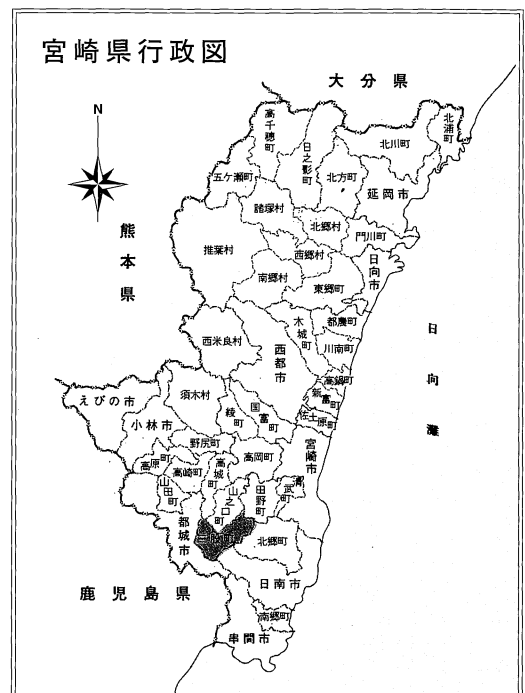 宮崎県行政図
N
大分県
熊本県
鹿児島県
日向灘
高千穂町
日之影町
北川町
北浦町
五ケ瀬町
北方町
延岡市
諸塚村
北郷村
門川町
椎葉村
西郷村
日向市
南郷村
東郷町
木城町
都農町
西米良村
西都市
川南町
高鍋町
新富町
えびの市
須木村
綾町
国富町
佐土原町
小林市
野尻町
宮崎市
高原町
高崎町
高城町
高岡町
山田町
山之口町
田野町
清武町
都城市
三股町
北郷町
日南市
南郷町
串間市